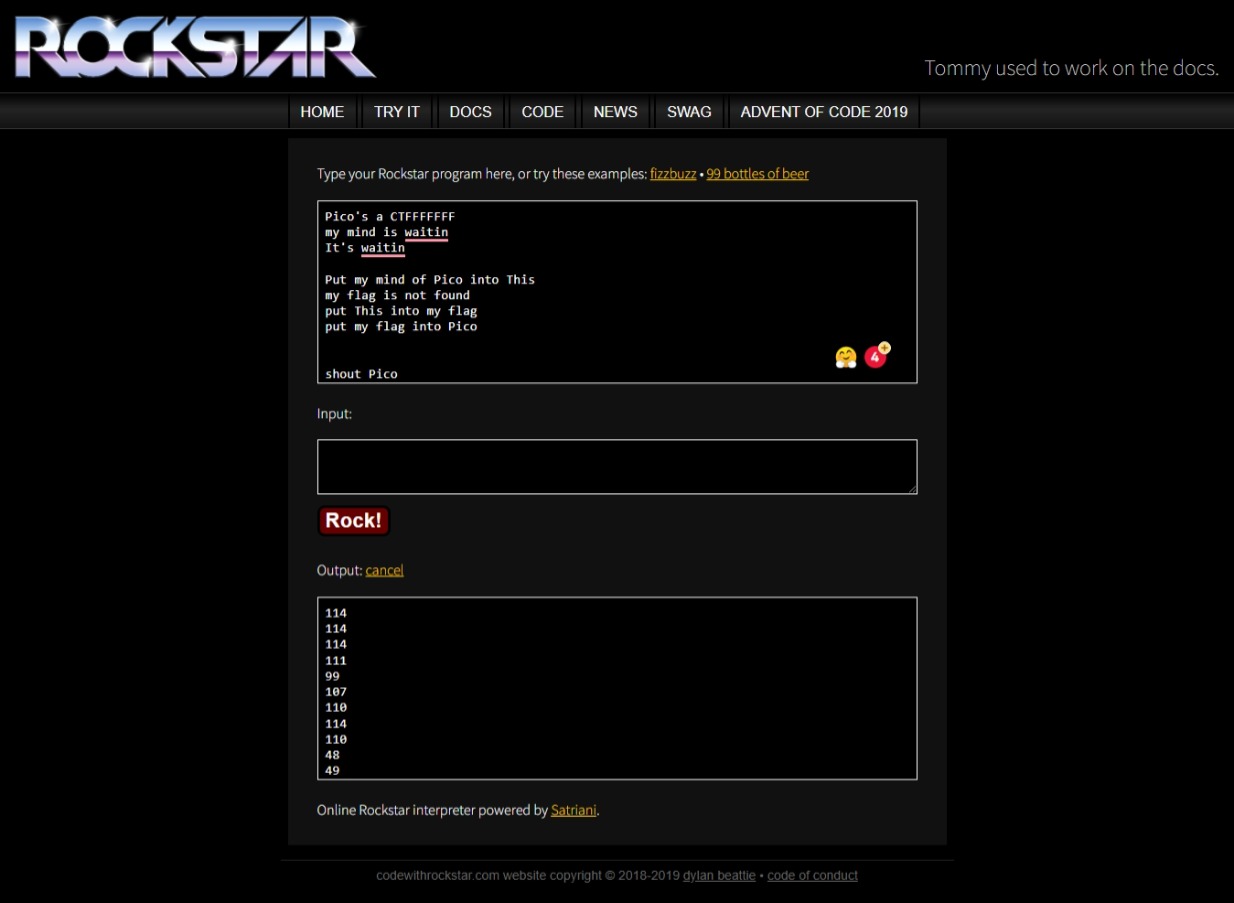 ROCKSTAR
Tommy used to work on the docs.
HOME TRY IT DOCS CODE NEWS SWAG ADVENT OF CODE 2019
Type your Rockstar program here, or try these examples: fizzbuzz • 99 bottles of beer
Pico's a CTFFFFFFF
my mind is waitin
It's waitin
Put my mind of Pico into This
my flag is not found
put This into my flag
put my flag into Pico
4
shout Pico
Input:
Rock!
Output: cancel
114
114
114
111
99
107
110
114
110
48
49
Online Rockstar interpreter powered by Satriani.
codewithrockstar.com website copyright © 2018-2019 dylan beattie • code of conduct